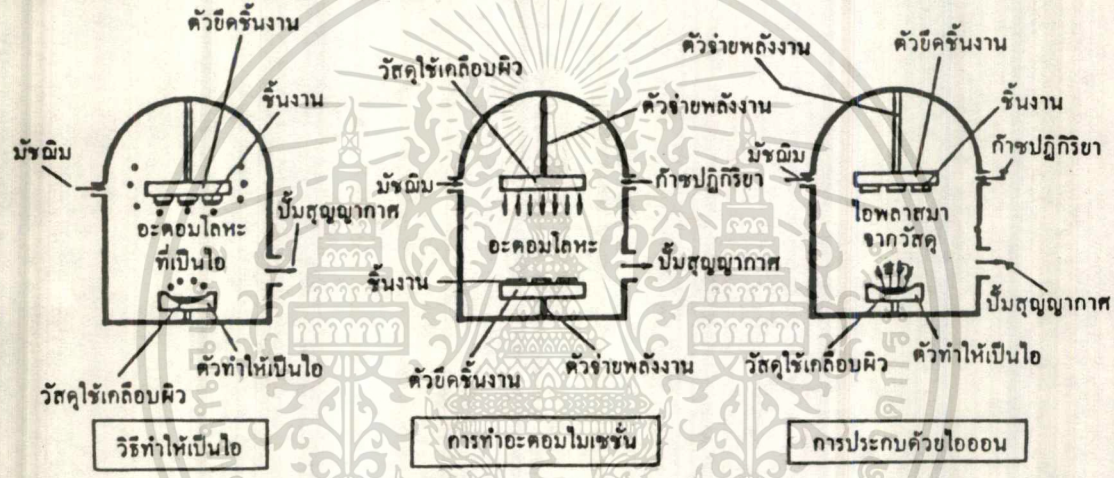 ตัวยึดชิ้นงาน
ชิ้นงาน
มัชฌิม
อะตอมโลหะ
ที่เป็นไอ
ปั๊มสุญญากาศ
ตัวทำให้เป็นไอ
วัสดุใช้เคลือบผิว
วิธีทำให้เป็นไอ
วัสดุใช้เคลือบผิว
ตัวจ่ายพลังงาน
มัชฌิม
ก๊าซปฏิกิริยา
อะตอมโลหะ
ปั๊มสุญญากาศ
ชิ้นงาน
ตัวยึดชิ้นงาน
ตัวจ่ายพลังงาน
การทำอะตอมไมเซชั่น
ตัวจ่ายพลังงาน
ตัวยึดชิ้นงาน
ชิ้นงาน
มัชฌิม
ก๊าซปฏิกิริยา
ไอพลาสมา
จากวัสดุ
ปั๊มสุญญากาศ
วัสดุใช้เคลือบผิว
ตัวทำให้เป็นไอ
การประกบด้วยไอออน